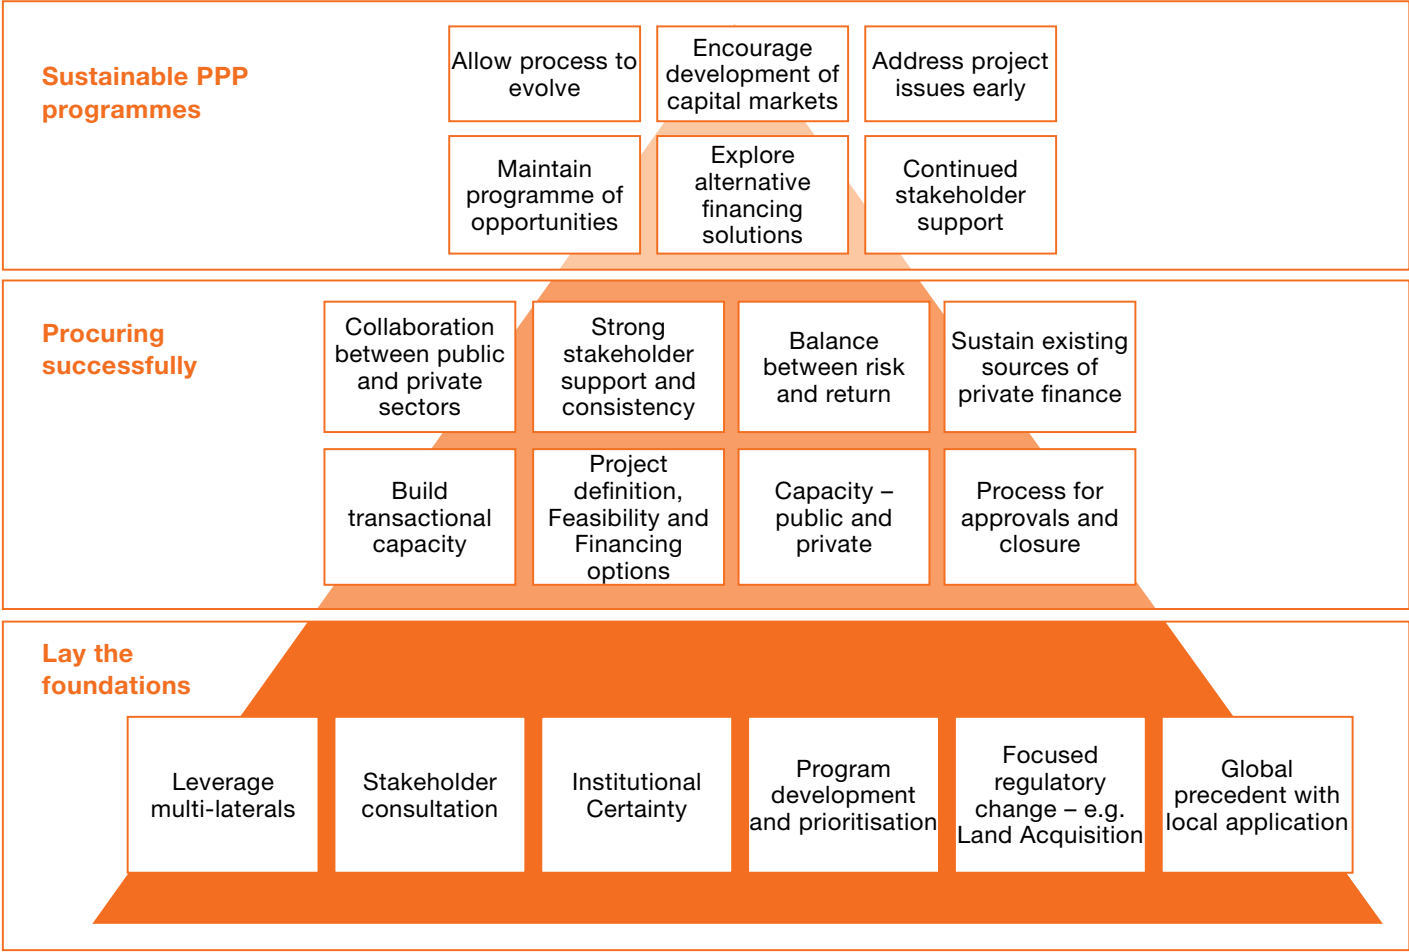 Sustainable PPP
programmes
Allow process to
evolve
Encourage
development of
capital markets
Address project
issues early
Maintain
programme of
opportunities
Explore
alternative
financing
solutions
Continued
stakeholder
support
Procuring
successfully
Collaboration
between public
and private
sectors
Strong
stakeholder
support and
consistency
Balance
between risk
and return
Sustain existing
sources of
private finance
Build
transactional
capacity
Project
definition,
Feasibility and
Financing
options
Capacity –
public and
private
Process for
approvals and
closure
Lay the
foundations
Leverage
multi-laterals
Stakeholder
consultation
Institutional
Certainty
Program
development
and prioritisation
Focused
regulatory
change – e.g.
Land Acquisition
Global
precedent with
local application